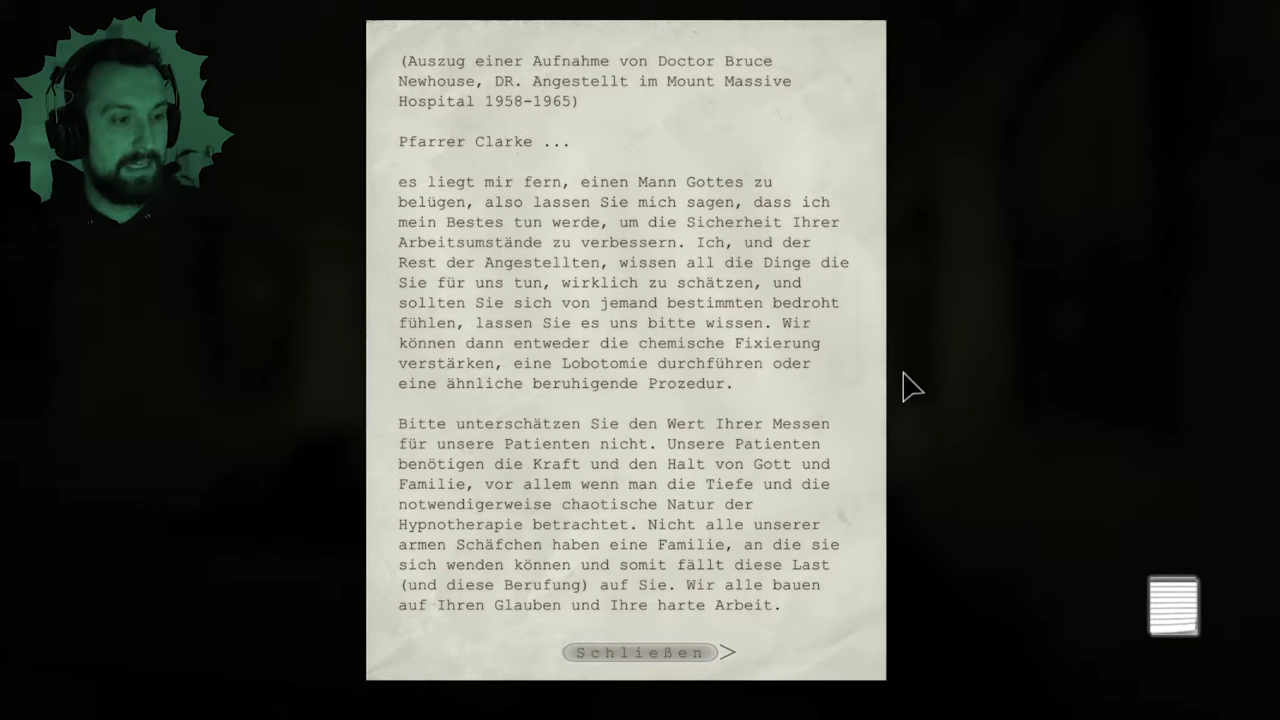 (Auszug einer Aufnahme von Doctor Bruce
Newhouse, DR. Angestellt im Mount Massive
Hospital 1958-1965)
Pfarrer Clarke ...
es liegt mir fern, einen Mann Gottes zu
belügen, also lassen Sie mich sagen, dass ich
mein Bestes tun werde, um die Sicherheit Ihrer
Arbeitsumstände zu verbessern. Ich, und der
Rest der Angestellten, wissen all die Dinge die
Sie für uns tun, wirklich zu schätzen, und
sollten Sie sich von jemand bestimmten bedroht
fühlen, lassen Sie es uns bitte wissen. Wir
können dann entweder die chemische Fixierung
verstärken, eine Lobotomie durchführen oder
eine ähnliche beruhigende Prozedur.
Bitte unterschätzen Sie den Wert Ihrer Messen
für unsere Patienten nicht. Unsere Patienten
benötigen die Kraft und den Halt von Gott und
Familie, vor allem wenn man die Tiefe und die
notwendigerweise chaotische Natur der
Hypnotherapie betrachtet. Nicht alle unserer
armen Schäfchen haben eine Familie, an die sie
sich wenden können und somit fällt diese Last
(und diese Berufung) auf Sie. Wir alle bauen
auf Ihren Glauben und Ihre harte Arbeit.
Schließen >